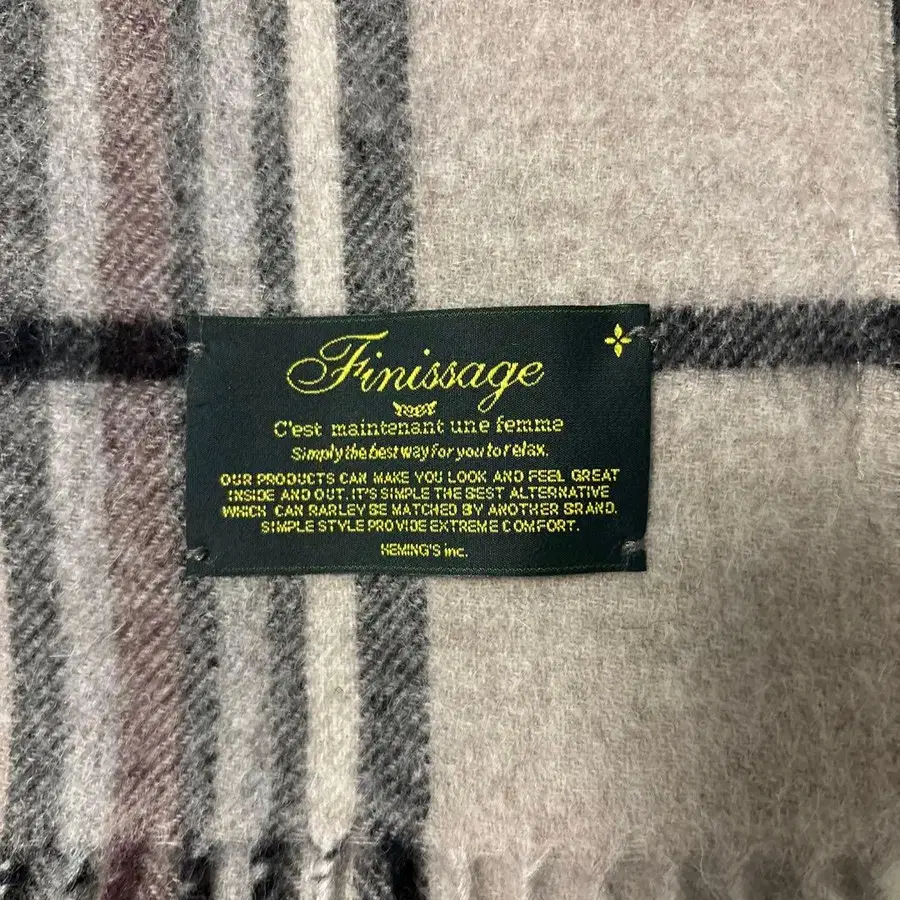 Finissage
C'est maintenant une femme
Simply the best way for you to relax.
OUR PRODUCTS CAN MAKE YOU LOOK AND FEEL GREAT
INSIDE AND OUT. IT'S SIMPLE THE BEST ALTERNATIVE
WHICH CAN RARLEY BE MATCHED BY ANOTHER BRAND.
SIMPLE STYLE PROVIDE EXTREME COMFORT.
HEMING'S inc.